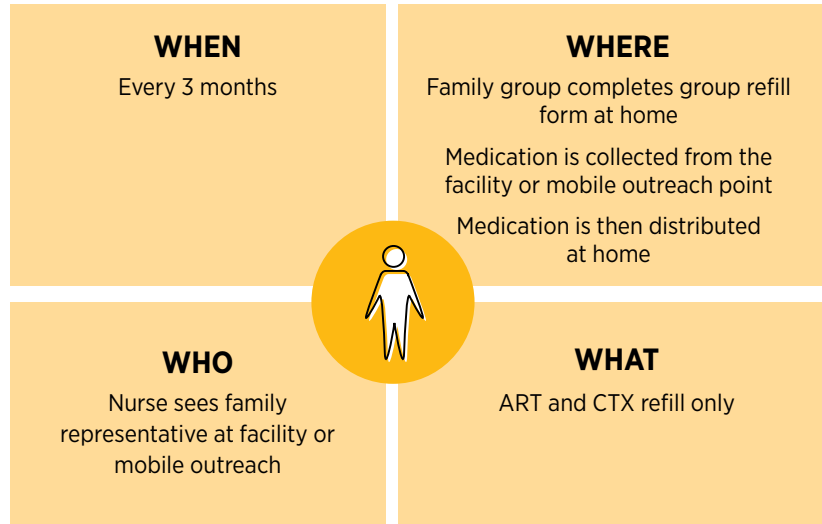 WHEN
Every 3 months
WHERE
Family group completes group refill
form at home
Medication is collected from the
facility or mobile outreach point
Medication is then distributed
at home
WHO
Nurse sees family
representative at facility or
mobile outreach
WHAT
ART and CTX refill only